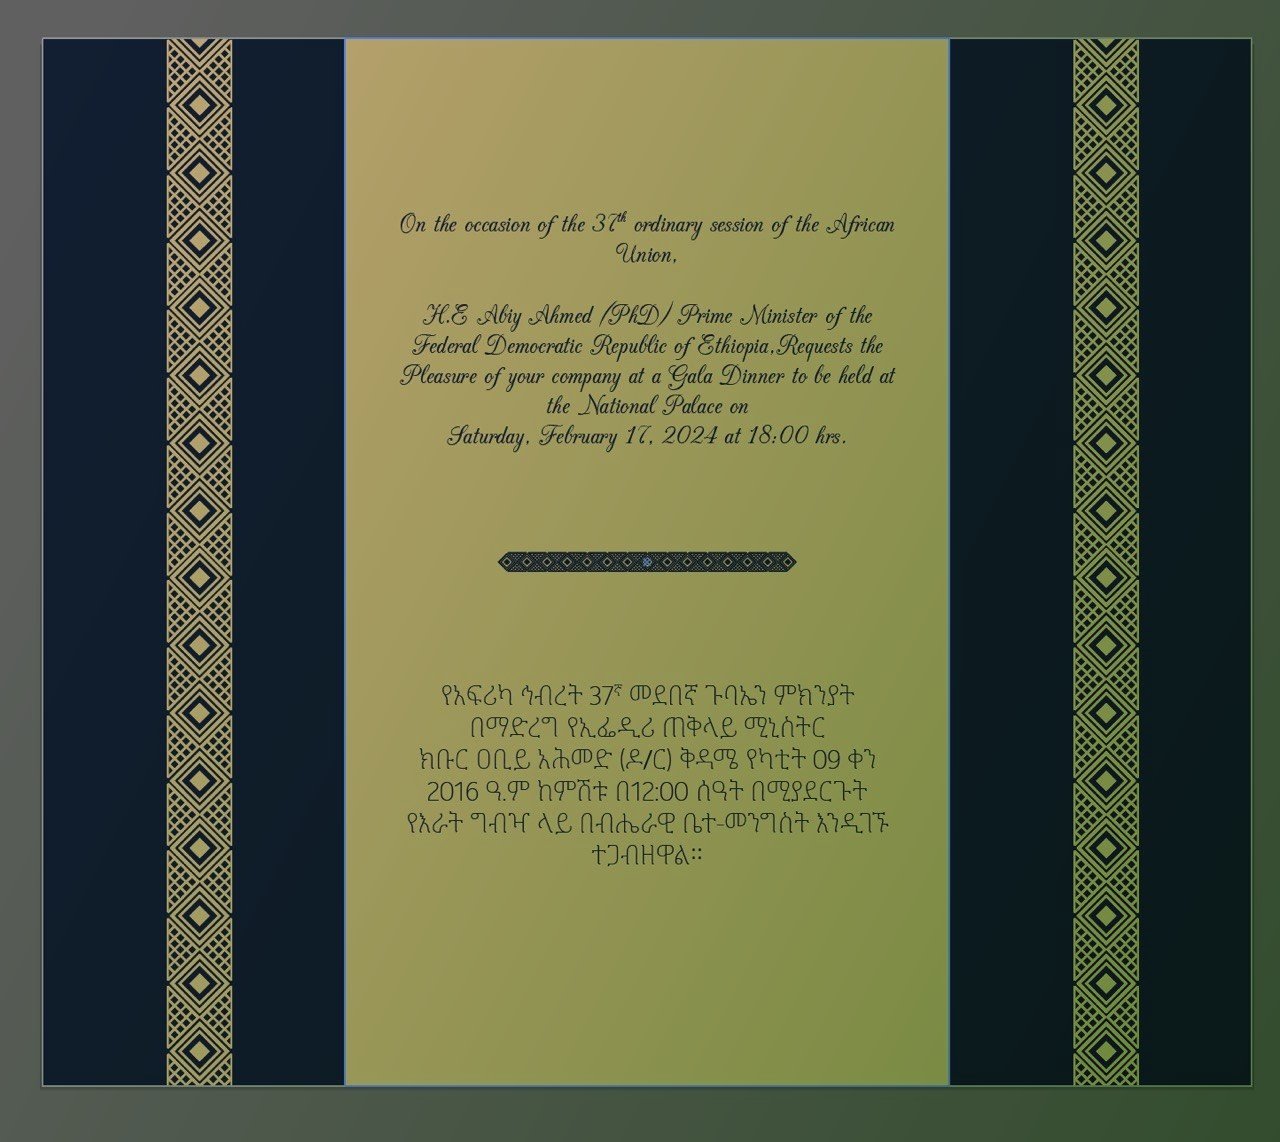 On the occasion of the 37th ordinary session of the African
Union,
H.E Abiy Ahmed /PhD/ Prime Minister of the
Federal Democratic Republic of Ethiopia,Requests the
Pleasure of your company at a Gala Dinner to be held at
the National Palace on
Saturday, February 17, 2024 at 18:00 hrs.
የአፍሪካ ኅብረት 37ኛ መደበኛ ጉባኤን ምክንያት
በማድረግ የኢፌዲሪ ጠቅላይ ሚኒስትር
ክቡር ዐቢይ አሕመድ (ዶ/ር) ቅዳሜ የካቲት 09 ቀን
2016 ዓ.ም ከምሽቱ በ12:00 ሰዓት በሚያደርጉት
የእራት ግብዣ ላይ በብሔራዊ ቤተ-መንግስት እንዲገኙ
ተጋብዘዋል።